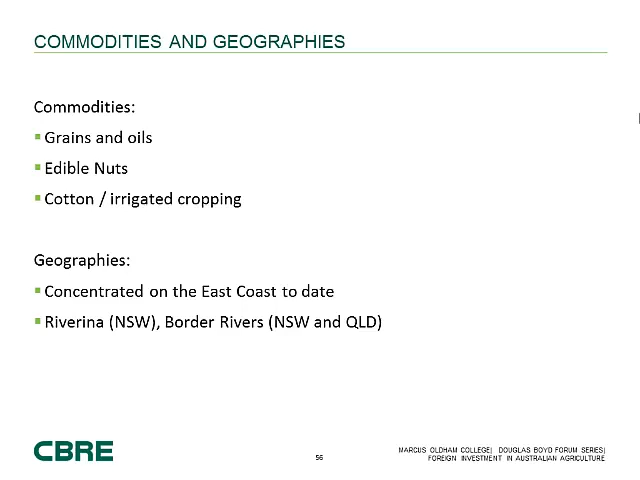 COMMODITIES AND GEOGRAPHIES
Commodities:
Grains and oils
Edible Nuts
Cotton / irrigated cropping
Geographies:
Concentrated on the East Coast to date
Riverina (NSW), Border Rivers (NSW and QLD)
CBRE
56
MARCUS OLDHAM COLLEGE| DOUGLAS BOYD FORUM SERIES|
FOREIGN INVESTMENT IN AUSTRALIAN AGRICULTURE